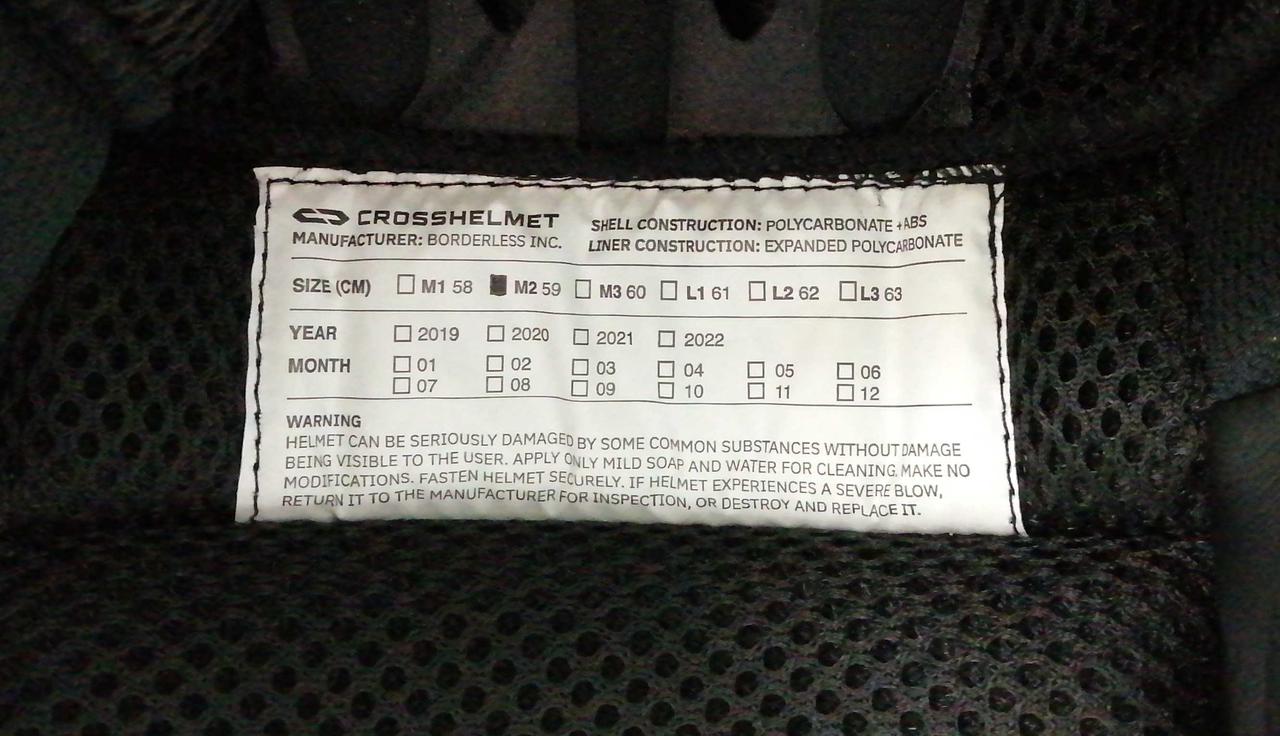 CROSSHELMET
MANUFACTURER: BORDERLESS INC.
SHELL CONSTRUCTION: POLYCARBONATE + ABS
LINER CONSTRUCTION: EXPANDED POLYCARBONATE
SIZE (CM) ☐ M1 58 ■ M2 59 ☐ M3 60 ☐ L1 61 ☐ L2 62 ☐ L3 63
YEAR ☐ 2019 ☐ 2020 ☐ 2021 ☐ 2022
MONTH ☐ 01 ☐ 02 ☐ 03 ☐ 04 ☐ 05 ☐ 06
☐ 07 ☐ 08 ☐ 09 ☐ 10 ☐ 11 ☐ 12
WARNING
HELMET CAN BE SERIOUSLY DAMAGED BY SOME COMMON SUBSTANCES WITHOUT DAMAGE
BEING VISIBLE TO THE USER. APPLY ONLY MILD SOAP AND WATER FOR CLEANING. MAKE NO
MODIFICATIONS. FASTEN HELMET SECURELY. IF HELMET EXPERIENCES A SEVERE BLOW,
RETURN IT TO THE MANUFACTURER FOR INSPECTION, OR DESTROY AND REPLACE IT.